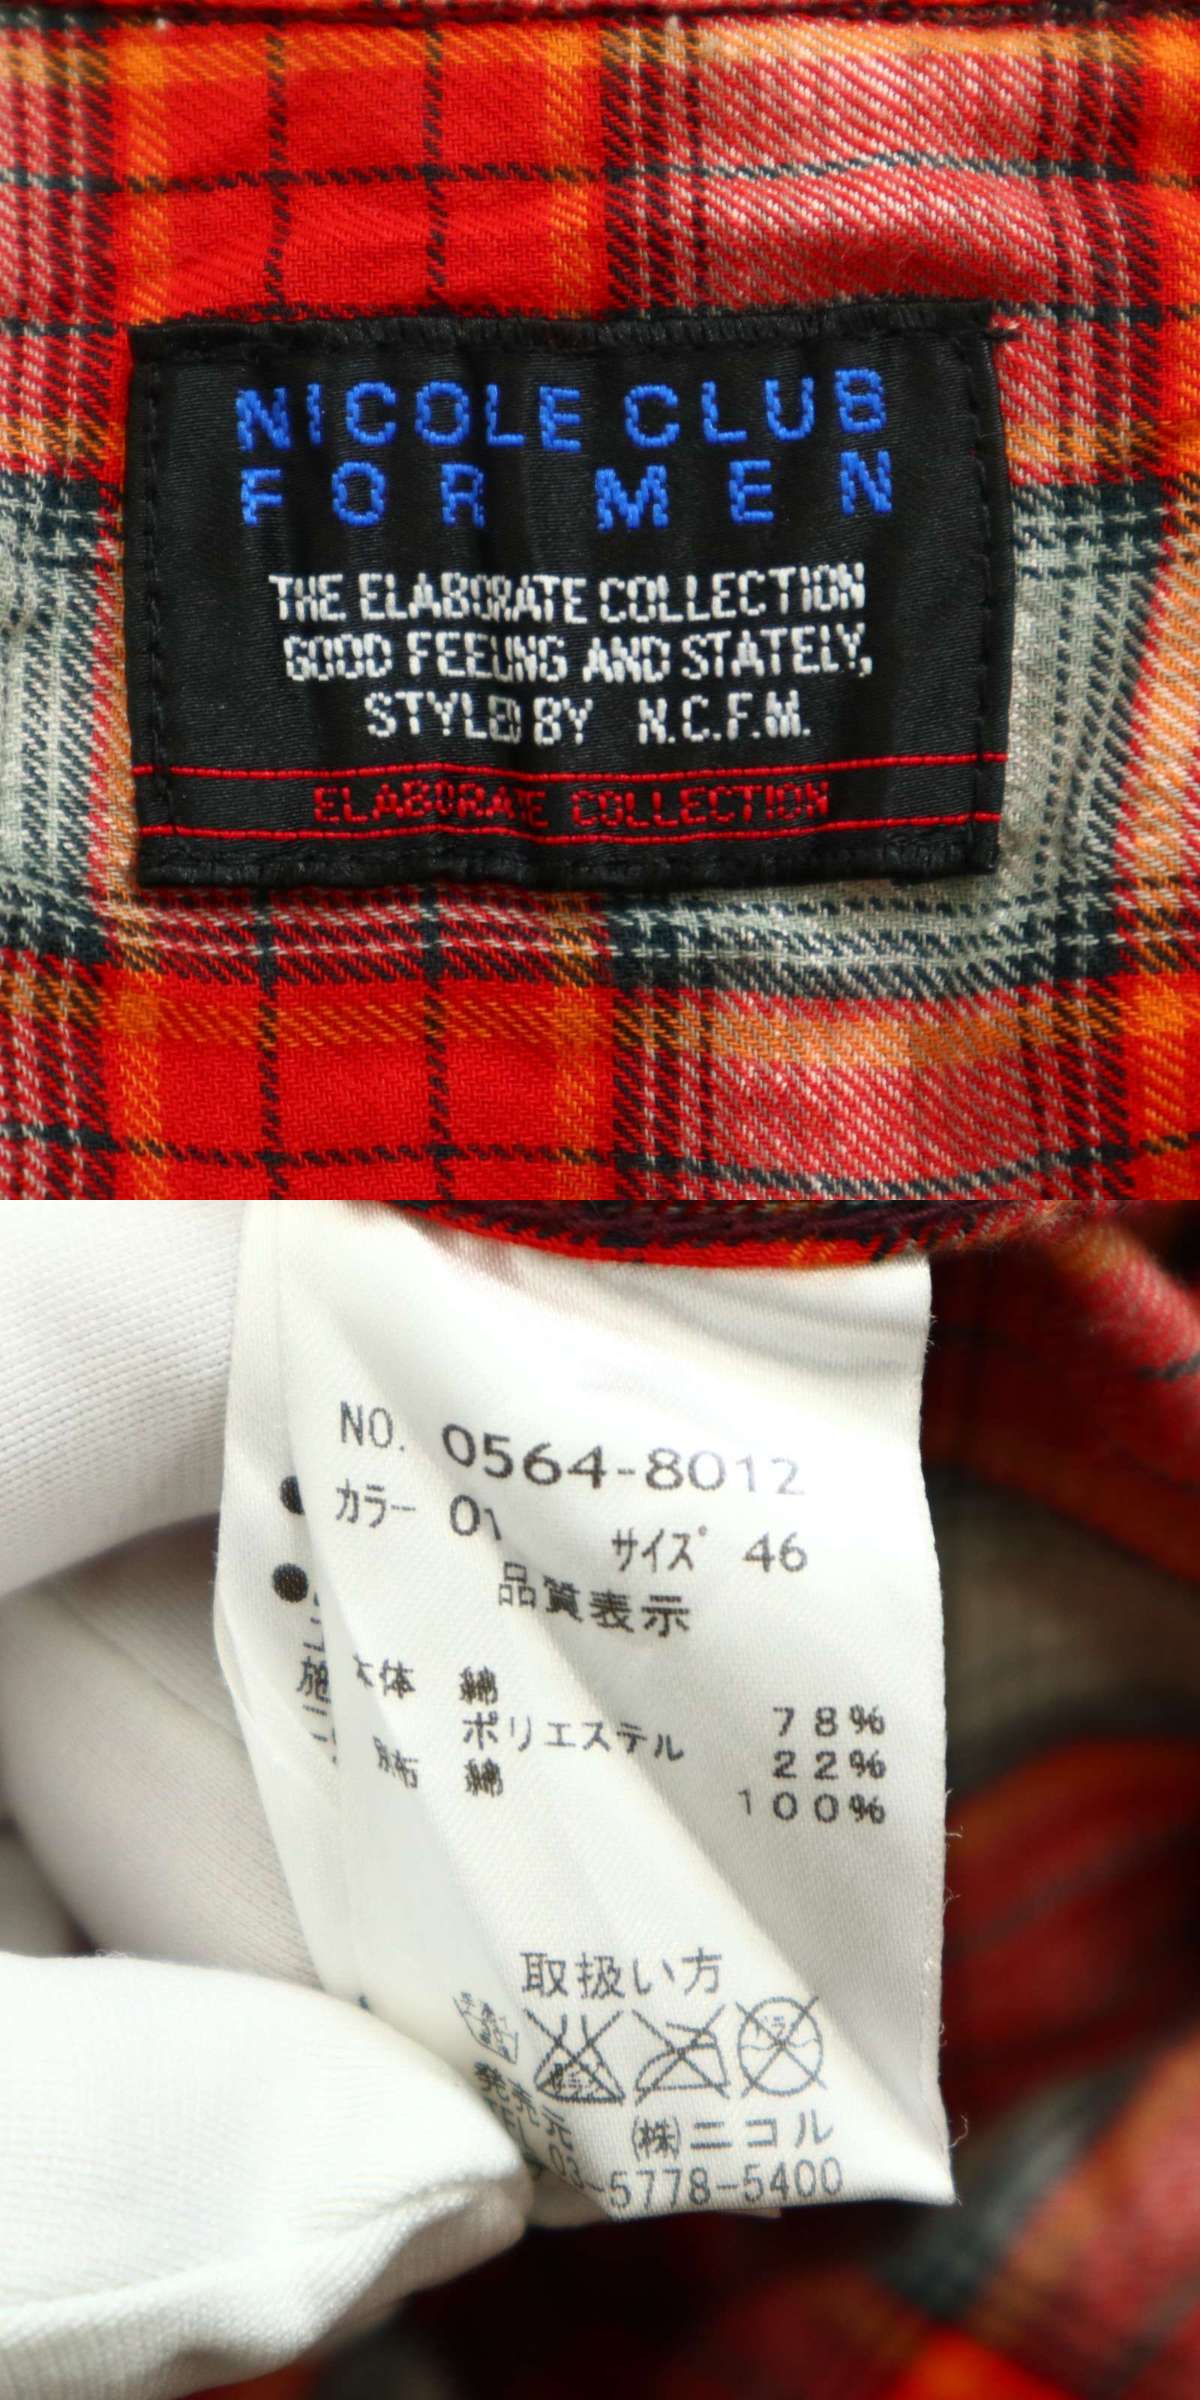 NICOLE CLUB
FOR MEN
THE ELABORATE COLLECTION
GOOD FEELING AND STATELY,
STYLED BY N.C.F.M.
ELABORATE COLLECTION
NO. 0564-8012
カラー 01 サイズ 46
品質表示
本体 綿 78%
ポリエステル 22%
別布 綿 100%
取扱い方
発売元 (株)ニコル
TEL 03-5778-5400